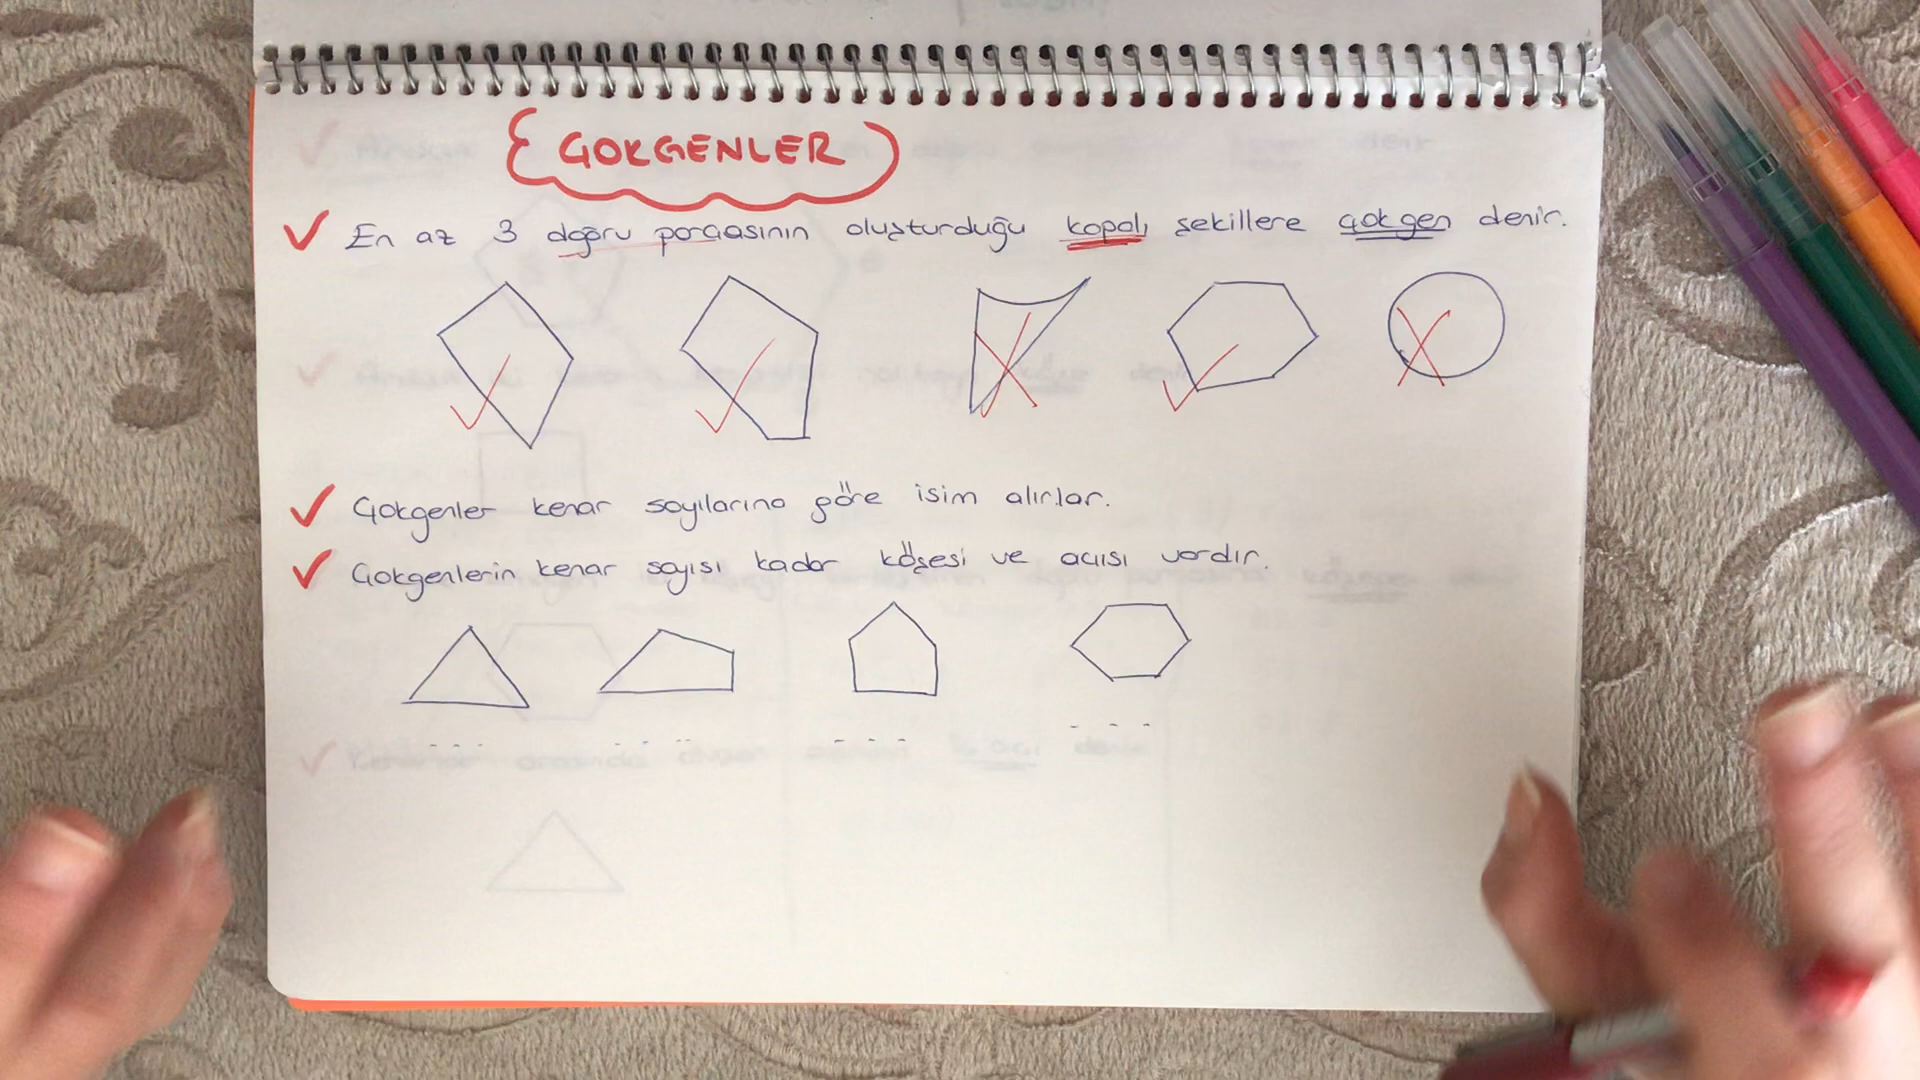 ÇOKGENLER
En az 3 doğru parçasının oluşturduğu kapalı şekillere çokgen denir.
Çokgenler kenar sayılarına göre isim alırlar.
Çokgenlerin kenar sayısı kadar köşesi ve açısı vardır.